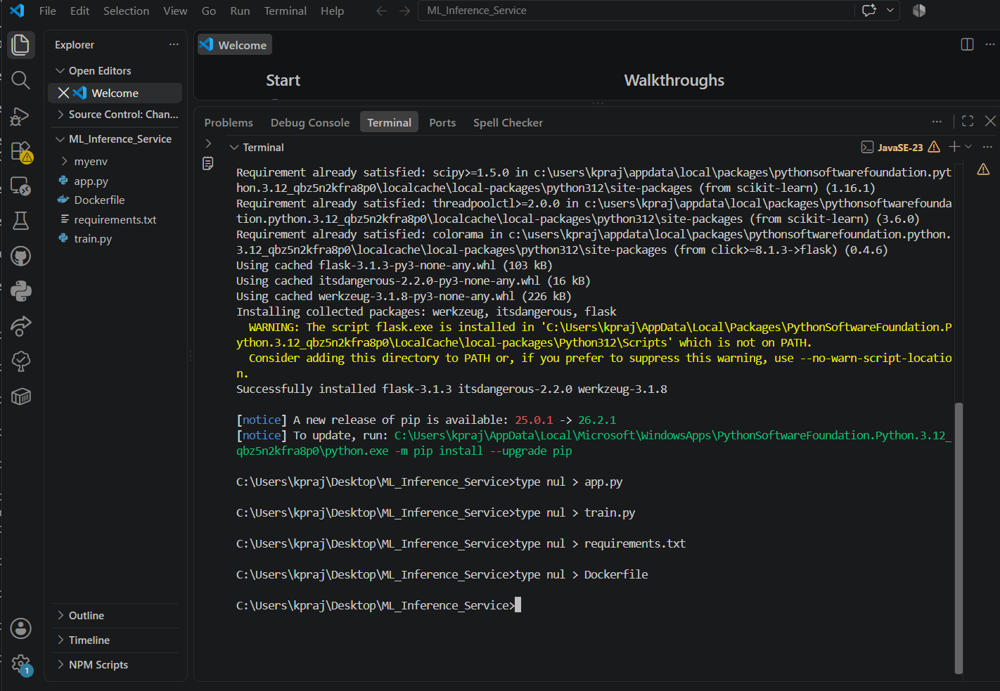 File Edit Selection View Go Run Terminal Help
ML_Inference_Service
Explorer
Open Editors
Welcome
Source Control: Chan...
ML_Inference_Service
myenv
app.py
Dockerfile
requirements.txt
train.py
Outline
Timeline
NPM Scripts
1
Welcome
Start
Walkthroughs
Problems Debug Console Terminal Ports Spell Checker
Terminal
JavaSE-23
Requirement already satisfied: scipy>=1.5.0 in c:\users\kpraj\appdata\local\packages\pythonsoftwarefoundation.pyt
hon.3.12_qbz5n2kfra8p0\localcache\local-packages\python312\site-packages (from scikit-learn) (1.16.1)
Requirement already satisfied: threadpoolctl>=2.0.0 in c:\users\kpraj\appdata\local\packages\pythonsoftwarefounda
tion.python.3.12_qbz5n2kfra8p0\localcache\local-packages\python312\site-packages (from scikit-learn) (3.6.0)
Requirement already satisfied: colorama in c:\users\kpraj\appdata\local\packages\pythonsoftwarefoundation.python.
3.12_qbz5n2kfra8p0\localcache\local-packages\python312\site-packages (from click>=8.1.3->flask) (0.4.6)
Using cached flask-3.1.3-py3-none-any.whl (103 kB)
Using cached itsdangerous-2.2.0-py3-none-any.whl (16 kB)
Using cached werkzeug-3.1.8-py3-none-any.whl (226 kB)
Installing collected packages: werkzeug, itsdangerous, flask
WARNING: The script flask.exe is installed in 'C:\Users\kpraj\AppData\Local\Packages\PythonSoftwareFoundation.P
ython.3.12_qbz5n2kfra8p0\LocalCache\local-packages\Python312\Scripts' which is not on PATH.
Consider adding this directory to PATH or, if you prefer to suppress this warning, use --no-warn-script-locatio
n.
Successfully installed flask-3.1.3 itsdangerous-2.2.0 werkzeug-3.1.8
[notice] A new release of pip is available: 25.0.1 -> 26.2.1
[notice] To update, run: C:\Users\kpraj\AppData\Local\Microsoft\WindowsApps\PythonSoftwareFoundation.Python.3.12_
qbz5n2kfra8p0\python.exe -m pip install --upgrade pip
C:\Users\kpraj\Desktop\ML_Inference_Service>type nul > app.py
C:\Users\kpraj\Desktop\ML_Inference_Service>type nul > train.py
C:\Users\kpraj\Desktop\ML_Inference_Service>type nul > requirements.txt
C:\Users\kpraj\Desktop\ML_Inference_Service>type nul > Dockerfile
C:\Users\kpraj\Desktop\ML_Inference_Service>